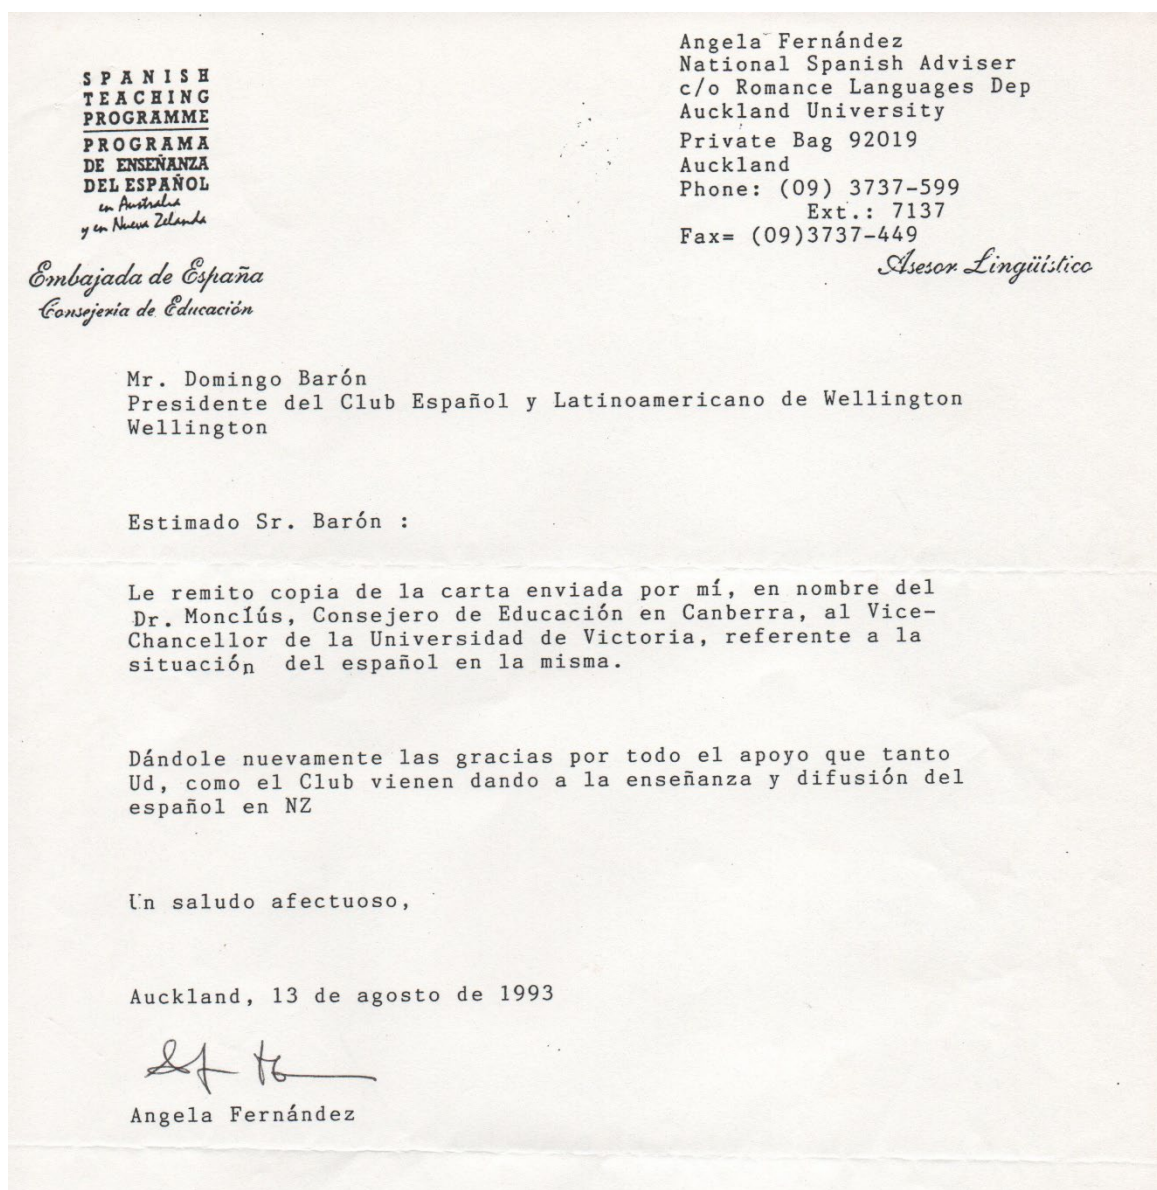 SPANISH
TEACHING
PROGRAMME
PROGRAMA
DE ENSEÑANZA
DEL ESPAÑOL
en Australia
y en Nueva Zelanda
Embajada de España
Consejería de Educación
Angela Fernández
National Spanish Adviser
c/o Romance Languages Dep
Auckland University
Private Bag 92019
Auckland
Phone: (09) 3737-599
Ext.: 7137
Fax= (09)3737-449
Asesor Lingüístico
Mr. Domingo Barón
Presidente del Club Español y Latinoamericano de Wellington
Wellington
Estimado Sr. Barón :
Le remito copia de la carta enviada por mí, en nombre del
Dr. Monclús, Consejero de Educación en Canberra, al Vice-
Chancellor de la Universidad de Victoria, referente a la
situación del español en la misma.
Dándole nuevamente las gracias por todo el apoyo que tanto
Ud, como el Club vienen dando a la enseñanza y difusión del
español en NZ
Un saludo afectuoso,
Auckland, 13 de agosto de 1993
Angela Fernández